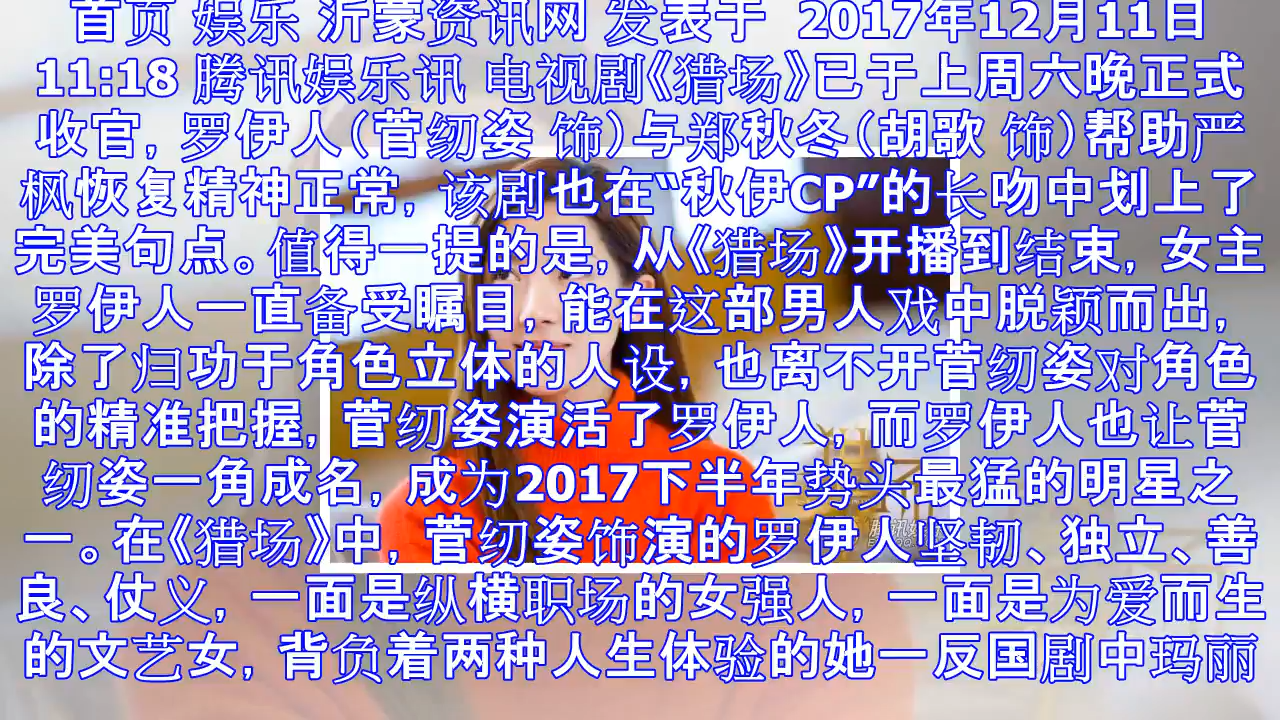 首页 娱乐 沂蒙资讯网 发表于 2017年12月11日
11:18 腾讯娱乐讯 电视剧《猎场》已于上周六晚正式
收官, 罗伊人(菅纫姿 饰)与郑秋冬(胡歌 饰)帮助严
枫恢复精神正常, 该剧也在“秋伊CP”的长吻中划上了
完美句点。值得一提的是, 从《猎场》开播到结束, 女主
罗伊人一直备受瞩目, 能在这部男人戏中脱颖而出,
除了归功于角色立体的人设, 也离不开菅纫姿对角色
的精准把握, 菅纫姿演活了罗伊人, 而罗伊人也让菅
纫姿一角成名, 成为2017下半年势头最猛的明星之
一。在《猎场》中, 菅纫姿饰演的罗伊人坚韧、独立、善
良、仗义, 一面是纵横职场的女强人, 一面是为爱而生
的文艺女, 背负着两种人生体验的她一反国剧中玛丽